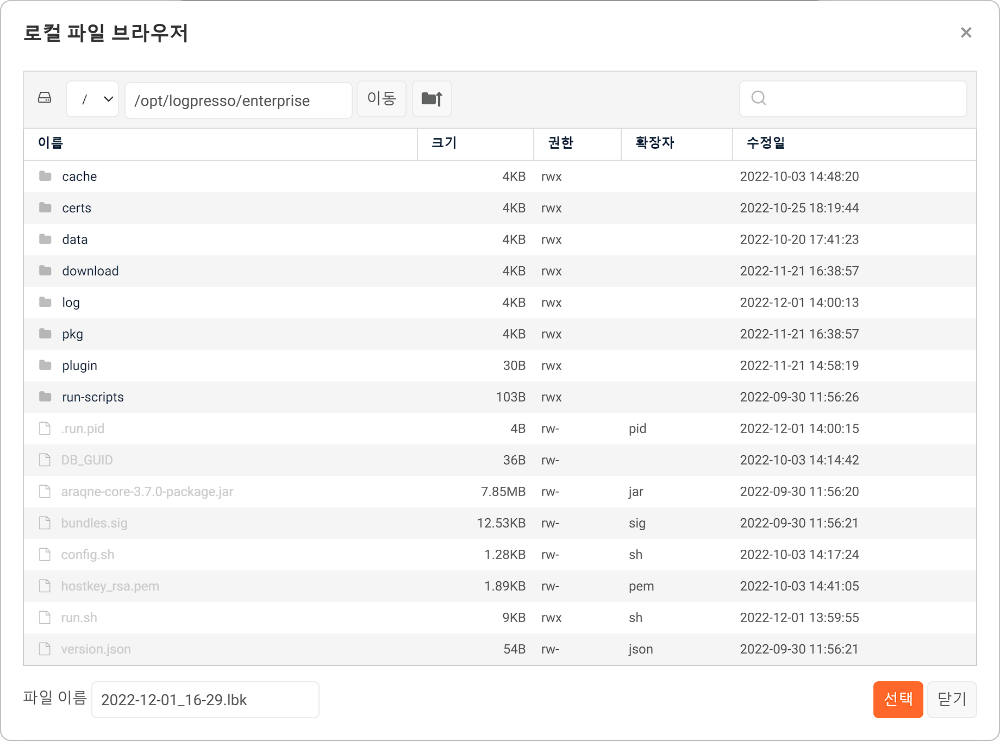 로컬 파일 브라우저
/ /opt/logpresso/enterprise 이동
이름 크기 권한 확장자 수정일
cache 4KB rwx 2022-10-03 14:48:20
certs 4KB rwx 2022-10-25 18:19:44
data 4KB rwx 2022-10-20 17:41:23
download 4KB rwx 2022-11-21 16:38:57
log 4KB rwx 2022-12-01 14:00:13
pkg 4KB rwx 2022-11-21 16:38:57
plugin 30B rwx 2022-11-21 14:58:19
run-scripts 103B rwx 2022-09-30 11:56:26
.run.pid 4B rw- pid 2022-12-01 14:00:15
DB_GUID 36B rw- 2022-10-03 14:14:42
araqne-core-3.7.0-package.jar 7.85MB rw- jar 2022-09-30 11:56:20
bundles.sig 12.53KB rw- sig 2022-09-30 11:56:21
config.sh 1.28KB rw- sh 2022-10-03 14:17:24
hostkey_rsa.pem 1.89KB rw- pem 2022-10-03 14:41:05
run.sh 9KB rwx sh 2022-12-01 13:59:55
version.json 54B rw- json 2022-09-30 11:56:21
파일 이름 2022-12-01_16-29.lbk 선택 닫기